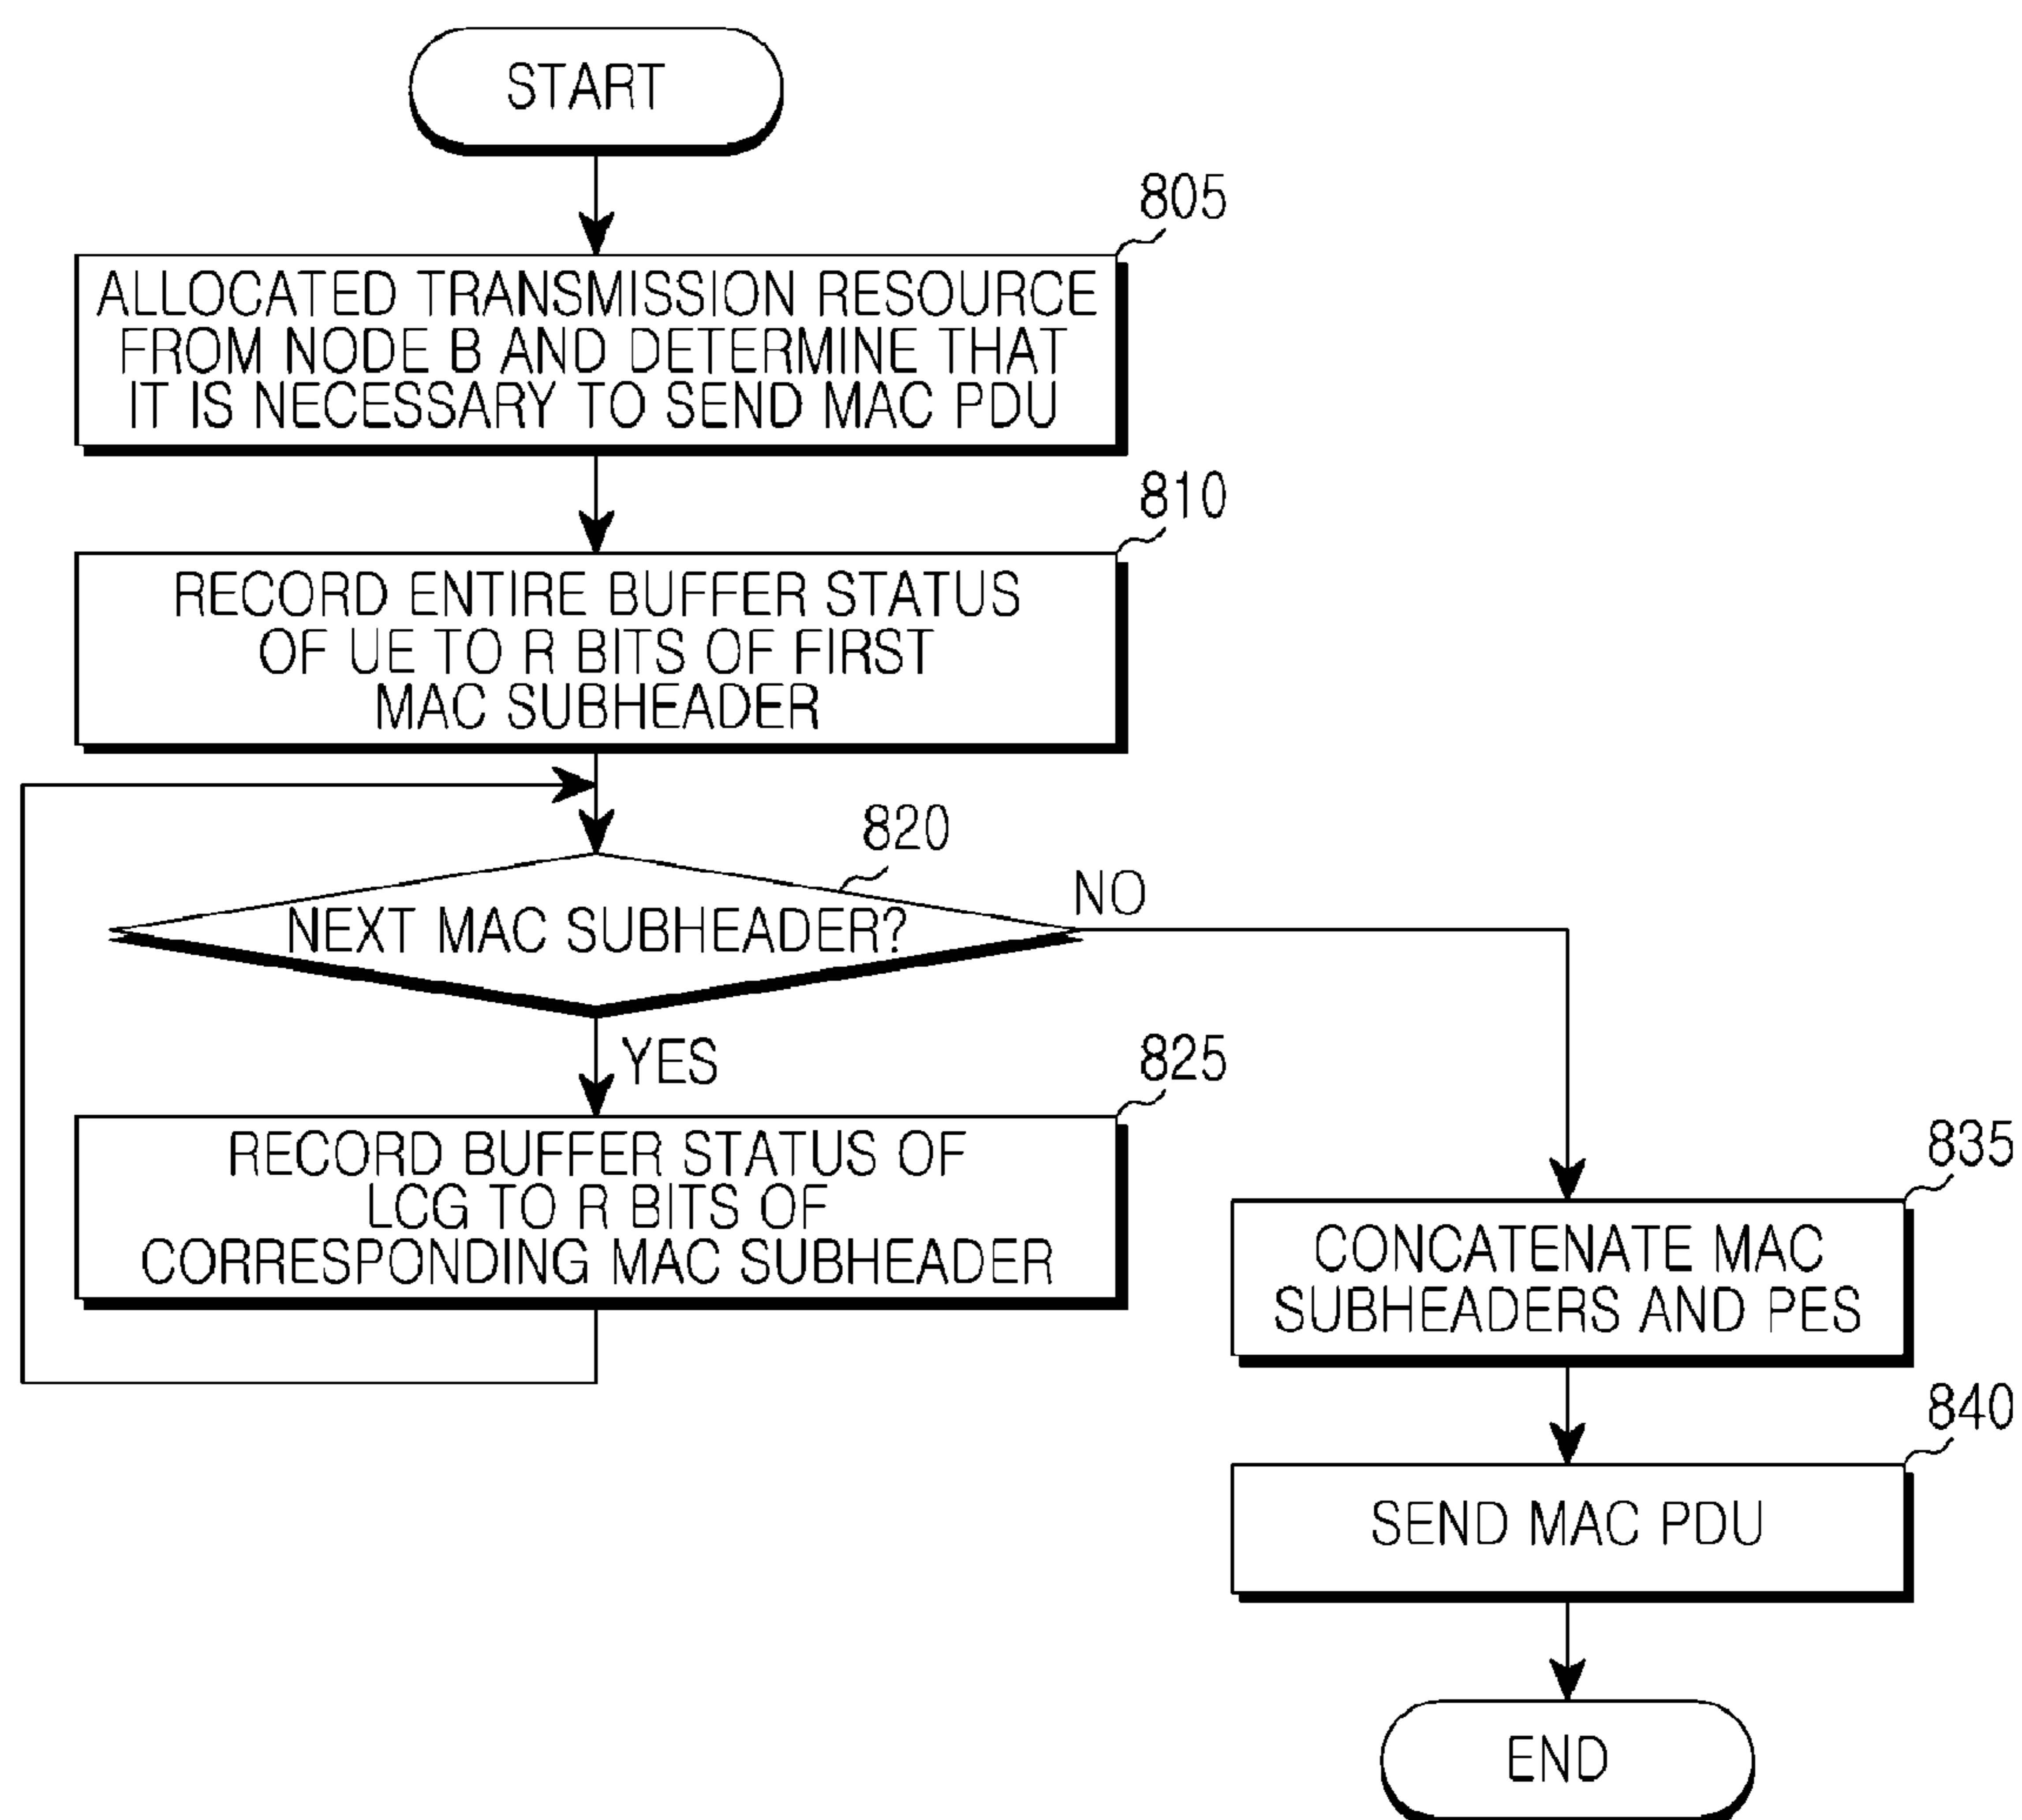 START
805
ALLOCATED TRANSMISSION RESOURCE
FROM NODE B AND DETERMINE THAT
IT IS NECESSARY TO SEND MAC PDU
810
RECORD ENTIRE BUFFER STATUS
OF UE TO R BITS OF FIRST
MAC SUBHEADER
820
NEXT MAC SUBHEADER?
NO
YES
825
RECORD BUFFER STATUS OF
LCG TO R BITS OF
CORRESPONDING MAC SUBHEADER
835
CONCATENATE MAC
SUBHEADERS AND PES
840
SEND MAC PDU
END